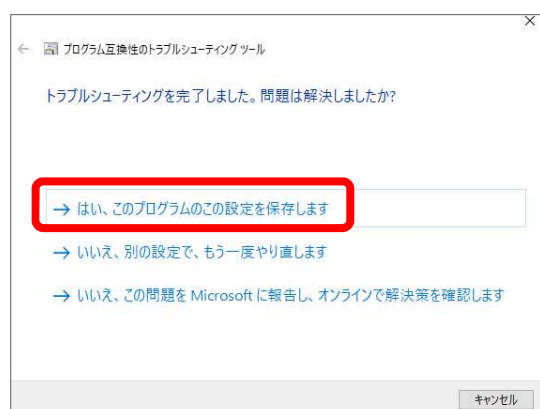 プログラム互換性のトラブルシューティング ツール
トラブルシューティングを完了しました。問題は解決しましたか?
→ はい、このプログラムのこの設定を保存します
→ いいえ、別の設定で、もう一度やり直します
→ いいえ、この問題を Microsoft に報告し、オンラインで解決策を確認します
キャンセル